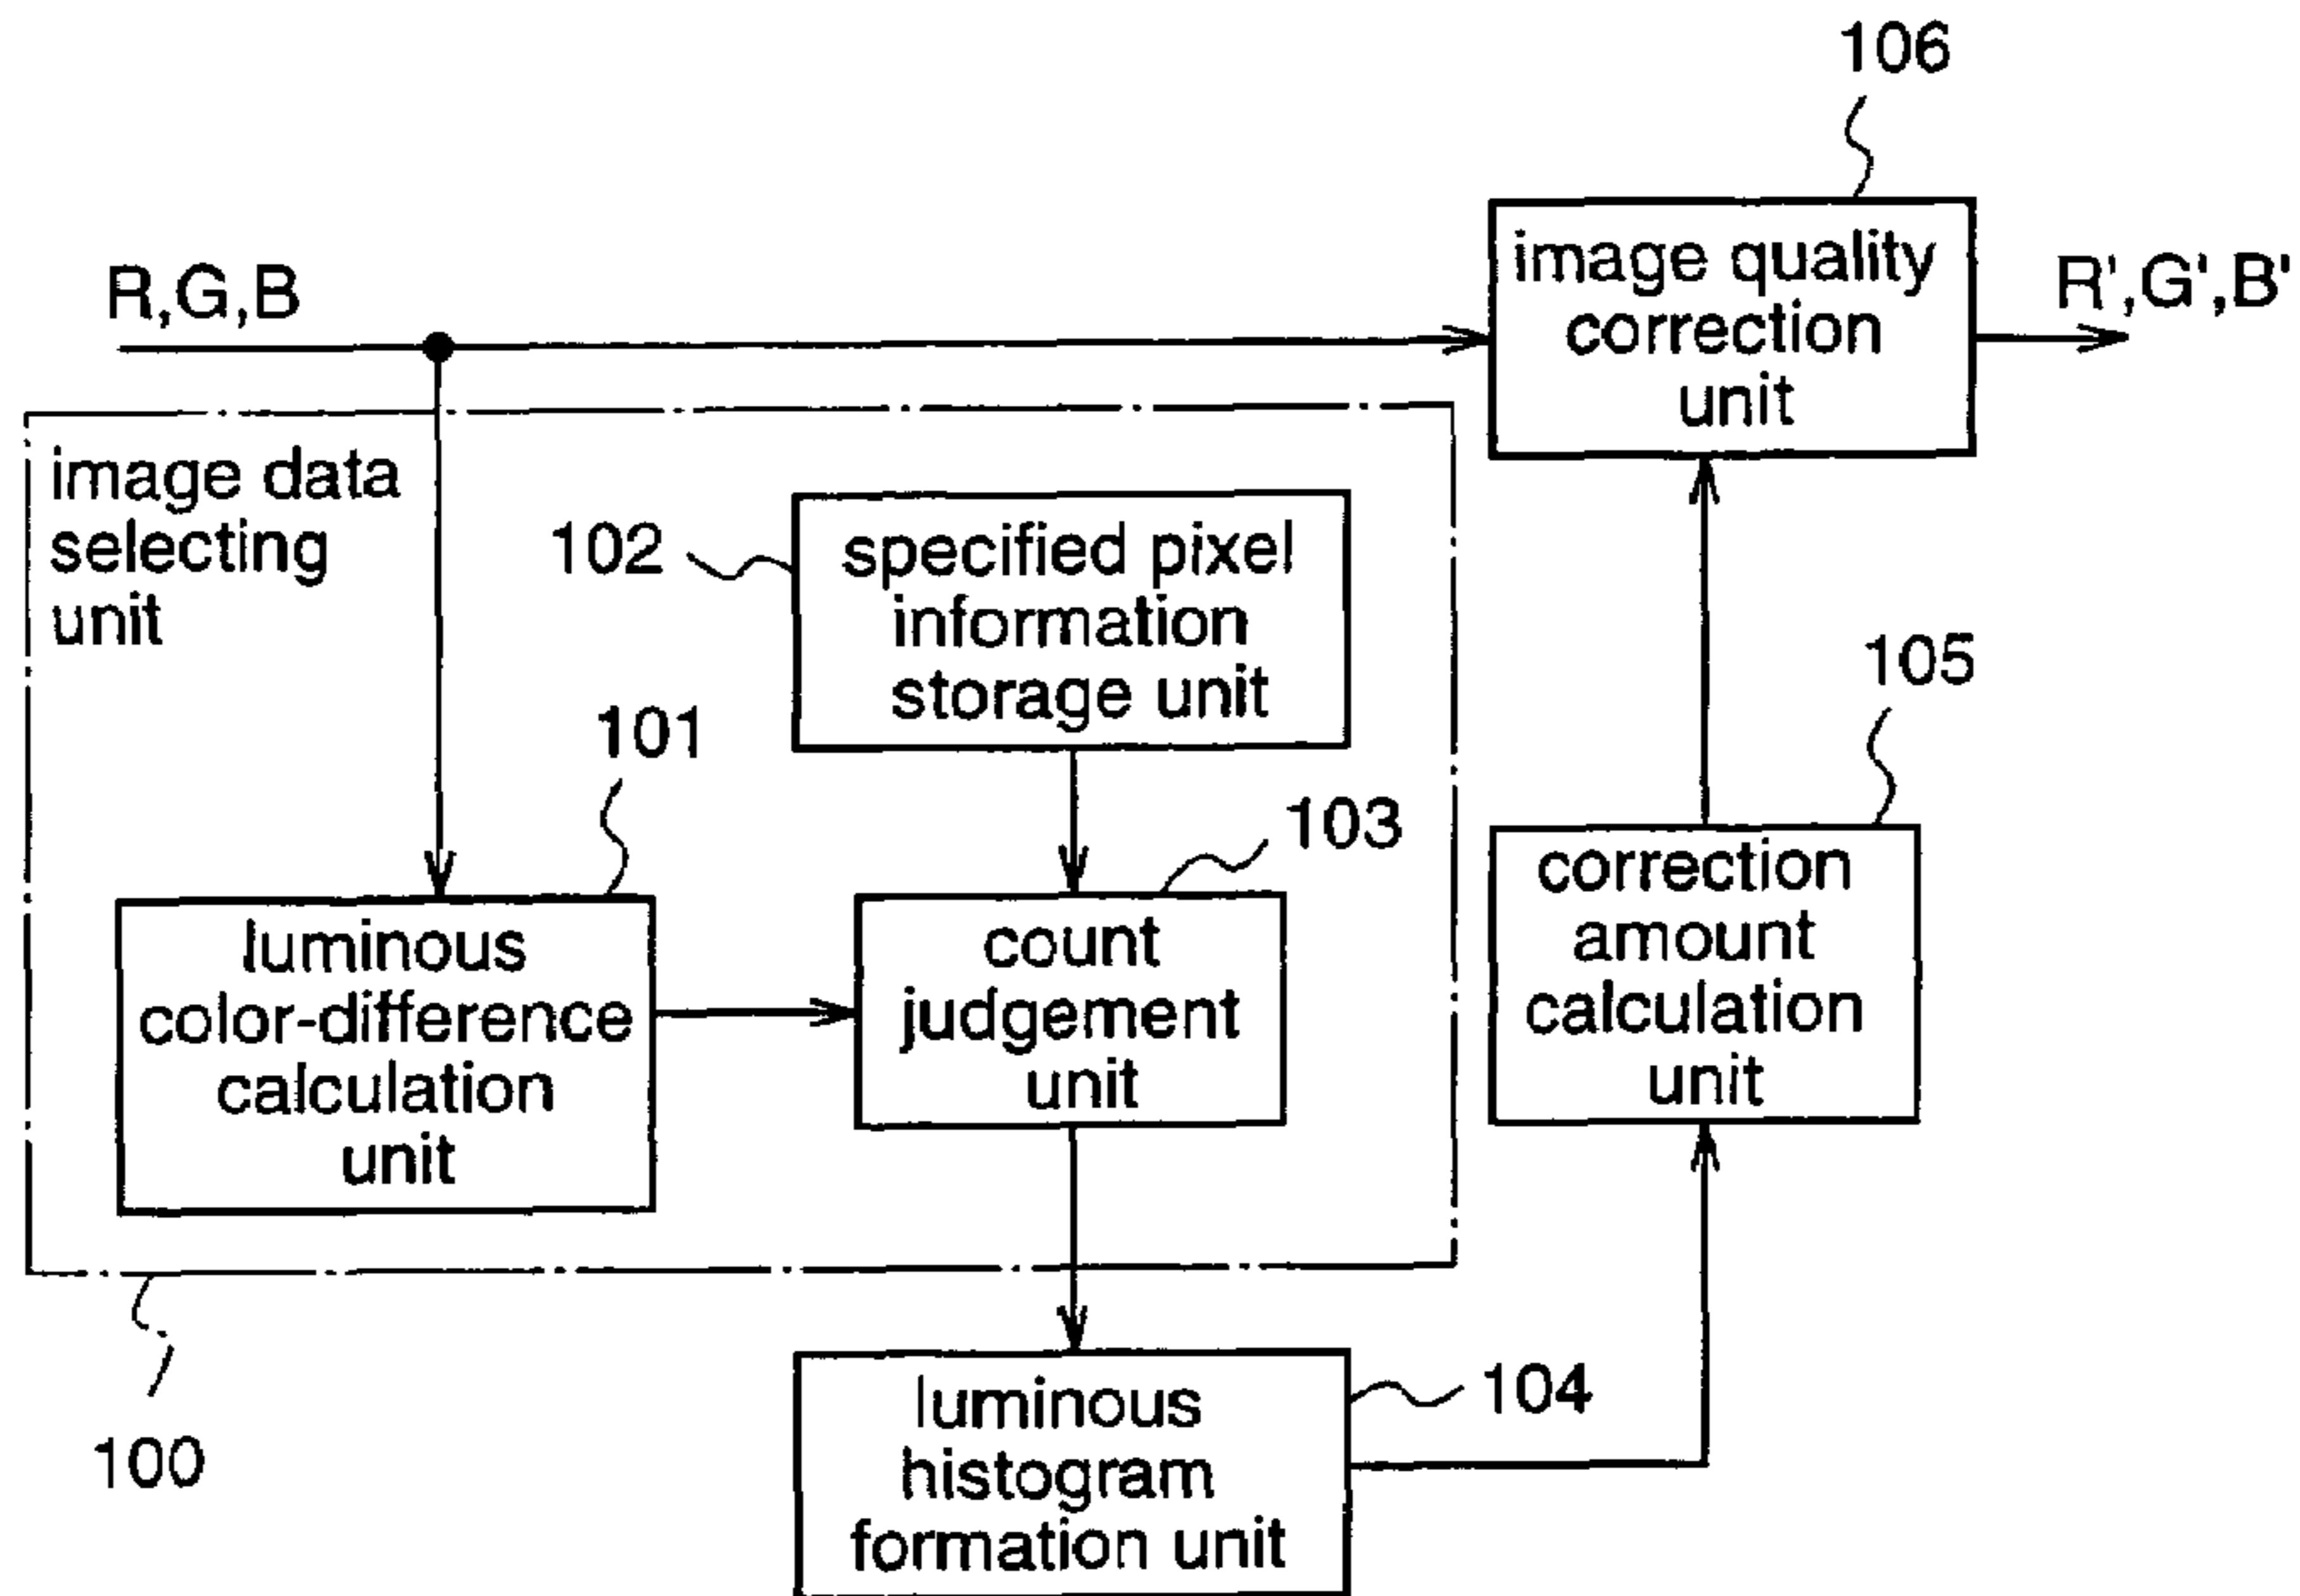 106
R,G,B
image quality
correction
unit
R',G',B'
image data
selecting
unit
102
specified pixel
information
storage unit
105
101
103
luminous
color-difference
calculation
unit
count
judgement
unit
correction
amount
calculation
unit
100
luminous
histogram
formation unit
104